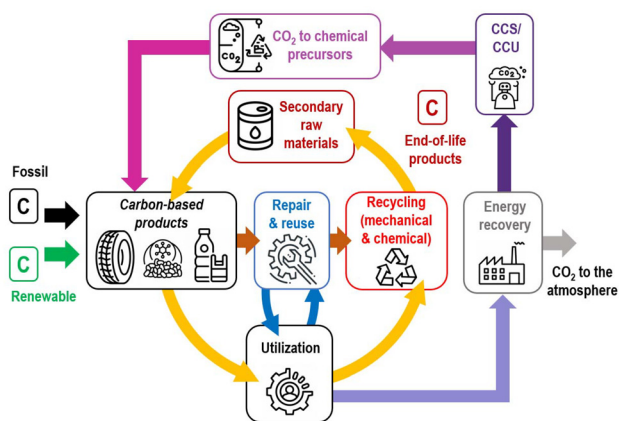 CO₂ to chemical
precursors
CO₂
CCS/
CCU
CO₂
Secondary
raw
materials
C
End-of-life
products
Fossil
C
C
Renewable
Carbon-based
products
Repair
& reuse
Recycling
(mechanical
& chemical)
Energy
recovery
CO₂ to the
atmosphere
Utilization